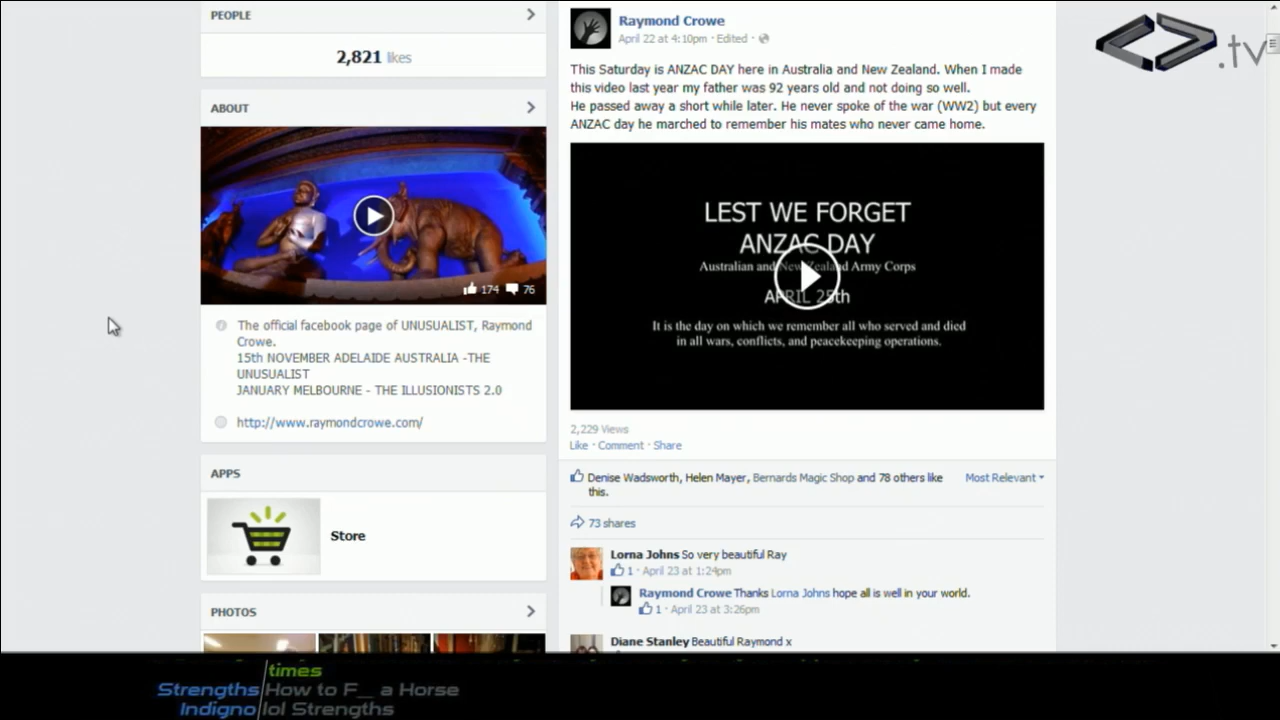 PEOPLE
2,821 likes
ABOUT
174 76
The official facebook page of UNUSUALIST, Raymond
Crowe.
15th NOVEMBER ADELAIDE AUSTRALIA -THE
UNUSUALIST
JANUARY MELBOURNE - THE ILLUSIONISTS 2.0
http://www.raymondcrowe.com/
APPS
Store
PHOTOS
Raymond Crowe
April 22 at 4:10pm · Edited ·
This Saturday is ANZAC DAY here in Australia and New Zealand. When I made
this video last year my father was 92 years old and not doing so well.
He passed away a short while later. He never spoke of the war (WW2) but every
ANZAC day he marched to remember his mates who never came home.
LEST WE FORGET
ANZAC DAY
Australian and New Zealand Army Corps
APRIL 25th
It is the day on which we remember all who served and died
in all wars, conflicts, and peacekeeping operations.
2,229 Views
Like · Comment · Share
Denise Wadsworth, Helen Mayer, Bernards Magic Shop and 78 others like
this.
Most Relevant
73 shares
Lorna Johns So very beautiful Ray
1 · April 23 at 1:24pm
Raymond Crowe Thanks Lorna Johns hope all is well in your world.
1 · April 23 at 3:26pm
Diane Stanley Beautiful Raymond x
.tv
times
Strengths How to F_ a Horse
Indigno lol Strengths